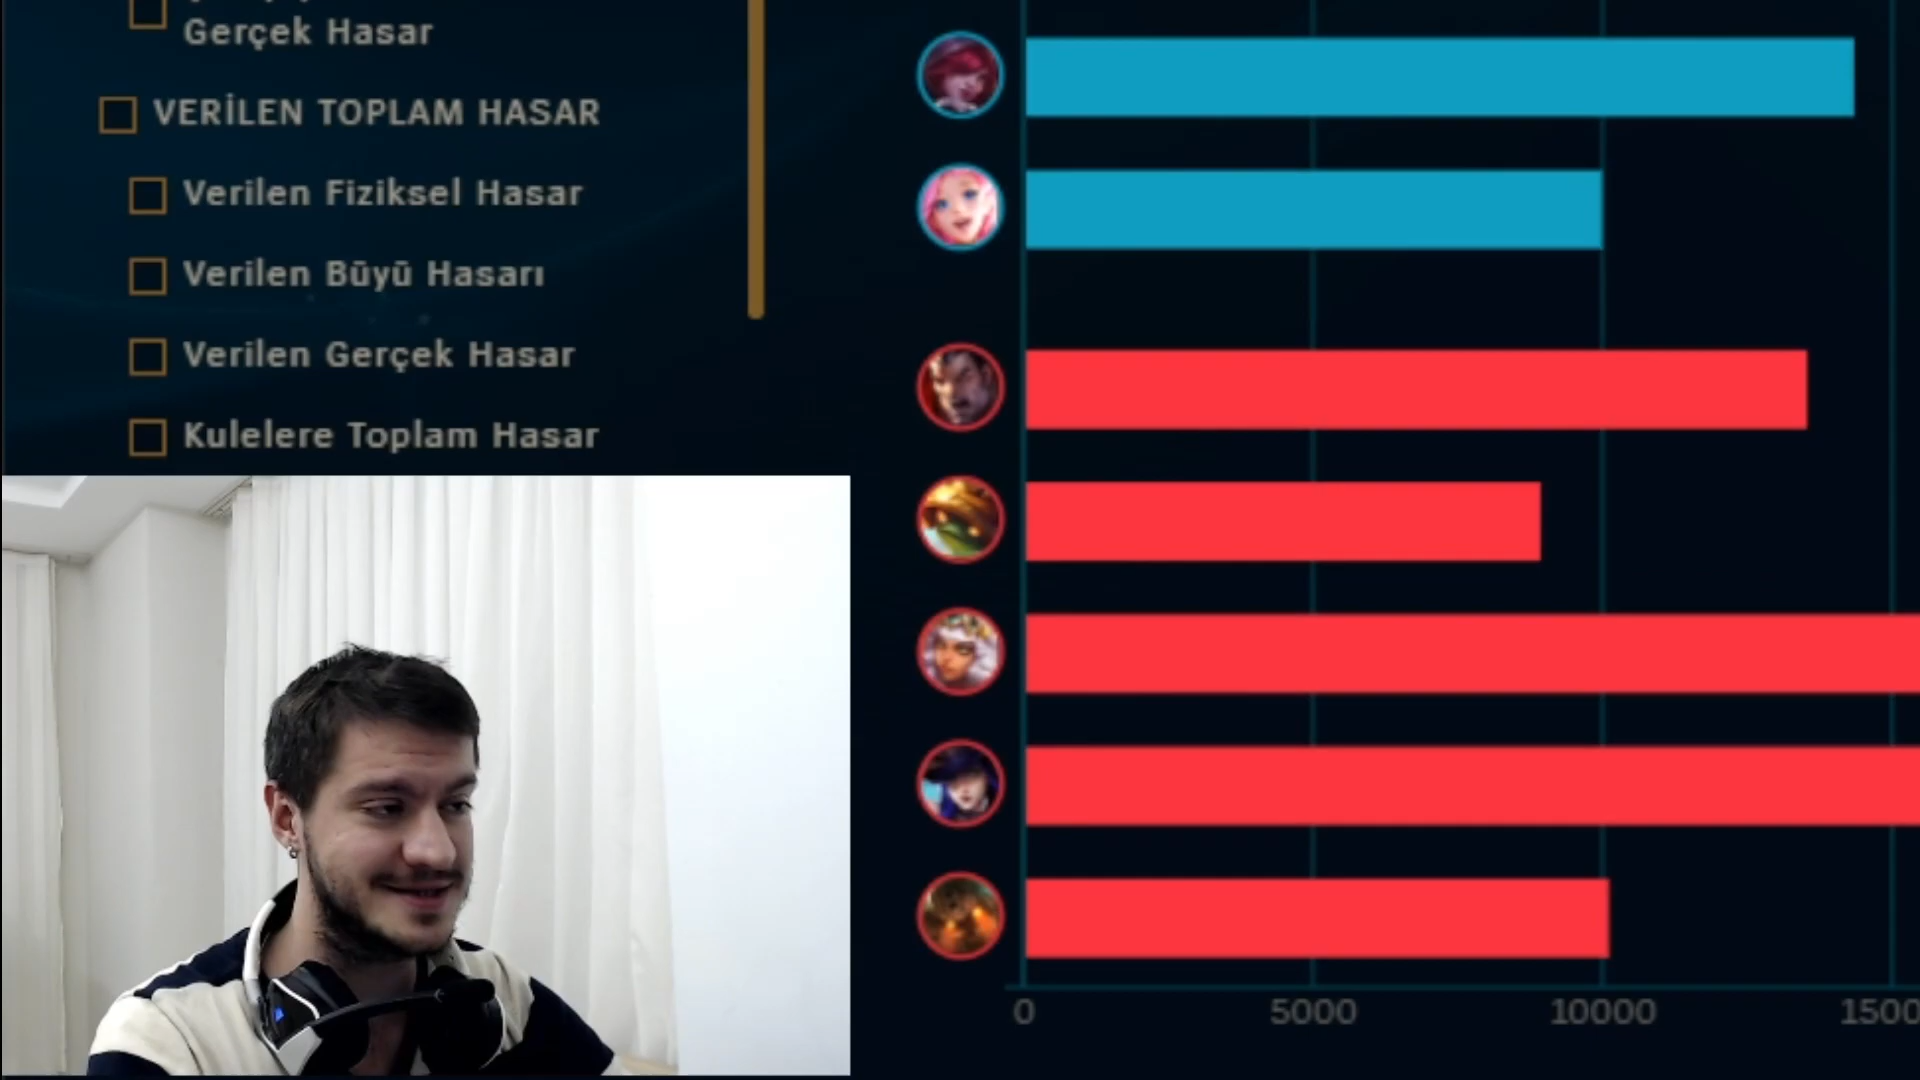 Gerçek Hasar
VERİLEN TOPLAM HASAR
Verilen Fiziksel Hasar
Verilen Büyü Hasarı
Verilen Gerçek Hasar
Kulelere Toplam Hasar
0 5000 10000